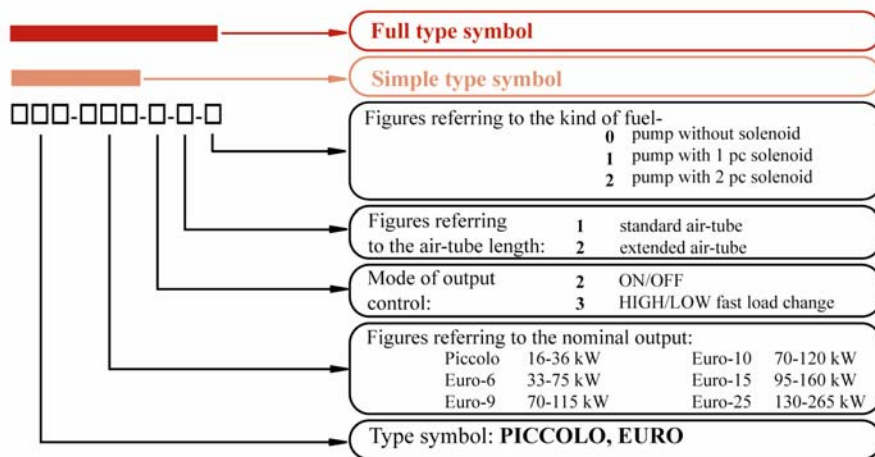 Full type symbol
Simple type symbol
□□□-□□□-□-□-□
Figures referring to the kind of fuel-
0 pump without solenoid
1 pump with 1 pc solenoid
2 pump with 2 pc solenoid
Figures referring 1 standard air-tube
to the air-tube length: 2 extended air-tube
Mode of output 2 ON/OFF
control: 3 HIGH/LOW fast load change
Figures referring to the nominal output:
Piccolo 16-36 kW Euro-10 70-120 kW
Euro-6 33-75 kW Euro-15 95-160 kW
Euro-9 70-115 kW Euro-25 130-265 kW
Type symbol: PICCOLO, EURO